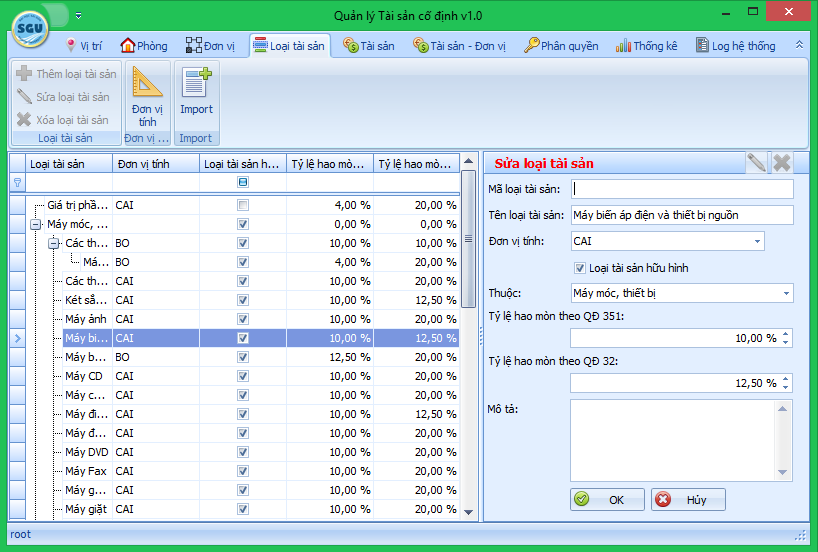 Quản lý Tài sản cố định v1.0
SGU
Vị trí Phòng Đơn vị Loại tài sản Tài sản Tài sản - Đơn vị Phân quyền Thống kê Log hệ thống
Thêm loại tài sản
Sửa loại tài sản
Xóa loại tài sản
Loại tài sản
Đơn vị tính
Đơn vị ...
Import
Import
Loại tài sản Đơn vị tính Loại tài sản h... Tỷ lệ hao mò... Tỷ lệ hao mò...
Giá trị phầ... CAI 4,00 % 20,00 %
Máy móc, ... 0,00 % 0,00 %
Các th... BO 10,00 % 10,00 %
Má... BO 4,00 % 20,00 %
Các th... CAI 10,00 % 20,00 %
Két sắ... CAI 10,00 % 12,50 %
Máy ảnh CAI 10,00 % 20,00 %
Máy bi... CAI 10,00 % 12,50 %
Máy b... BO 12,50 % 20,00 %
Máy CD CAI 10,00 % 20,00 %
Máy c... CAI 10,00 % 20,00 %
Máy đi... CAI 10,00 % 12,50 %
Máy đ... CAI 10,00 % 20,00 %
Máy DVD CAI 10,00 % 20,00 %
Máy Fax CAI 10,00 % 20,00 %
Máy g... CAI 10,00 % 20,00 %
Máy giặt CAI 10,00 % 20,00 %
Sửa loại tài sản
Mã loại tài sản:
Tên loại tài sản: Máy biến áp điện và thiết bị nguồn
Đơn vị tính: CAI
Loại tài sản hữu hình
Thuộc: Máy móc, thiết bị
Tỷ lệ hao mòn theo QĐ 351:
10,00 %
Tỷ lệ hao mòn theo QĐ 32:
12,50 %
Mô tả:
OK Hủy
root